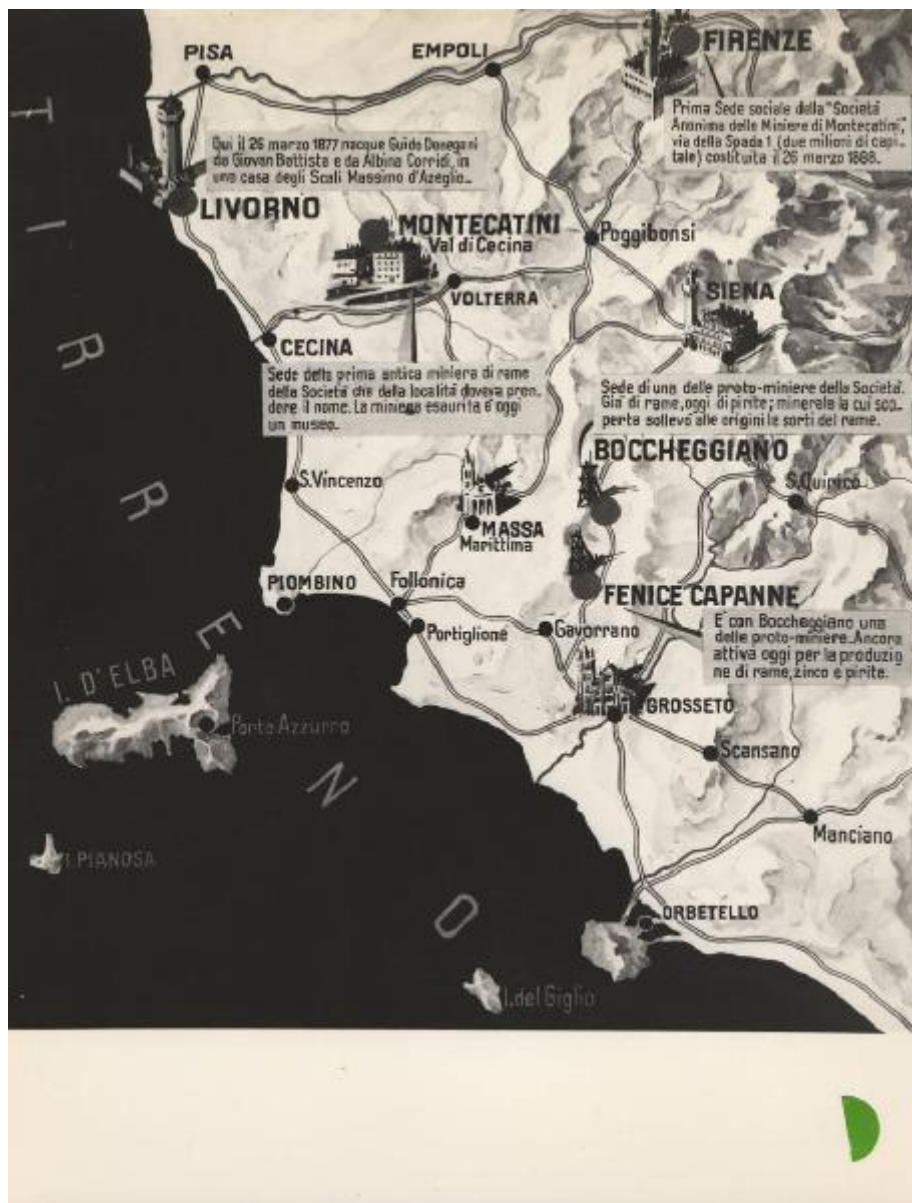 PISA
EMPOLI
FIRENZE
Prima Sede sociale della "Società
Anonima delle Miniere di Montecatini",
via della Spada 1 (due milioni di capi-
tale) costituita il 26 marzo 1888.
Qui il 26 marzo 1877 nacque Guido Donegani
da Giovan Battista e da Albina Corridi, in
una casa degli Scali Massimo d'Azeglio.
LIVORNO
MONTECATINI
Val di Cecina
Poggibonsi
VOLTERRA
SIENA
CECINA
Sede della prima antica miniera di rame
della Società che dalla località doveva pren-
dere il nome. La miniera esaurita è oggi
un museo.
Sede di una delle proto-miniere della Società.
Già di rame, oggi di pirite; minerale la cui sco-
perta sollevò alle origini le sorti del rame.
BOCCHEGGIANO
S. Vincenzo
S. Quirico
MASSA
Marittima
PIOMBINO
Follonica
FENICE CAPANNE
Portiglione
Gavorrano
È con Boccheggiano una
delle proto-miniere. Ancora
attiva oggi per la produzio
ne di rame, zinco e pirite.
I. D'ELBA
Porto Azzurro
GROSSETO
Scansano
Manciano
I. PIANOSA
ORBETELLO
I. del Giglio
TIRRENO